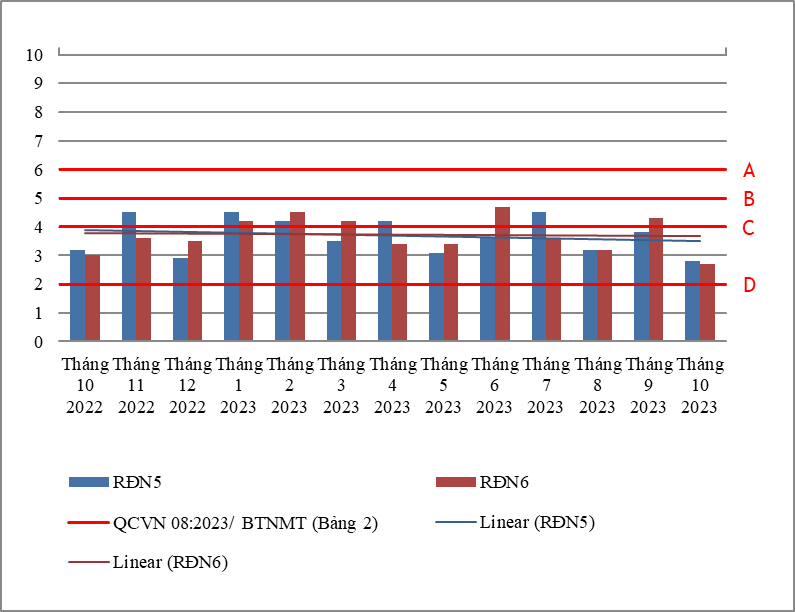 10
9
8
7
6
A
5
B
4
C
3
2
D
1
0
Tháng Tháng Tháng Tháng Tháng Tháng Tháng Tháng Tháng Tháng Tháng Tháng Tháng
10 11 12 1 2 3 4 5 6 7 8 9 10
2022 2022 2022 2023 2023 2023 2023 2023 2023 2023 2023 2023 2023
RĐN5
RĐN6
QCVN 08:2023/ BTNMT (Bảng 2)
Linear (RĐN5)
Linear (RĐN6)